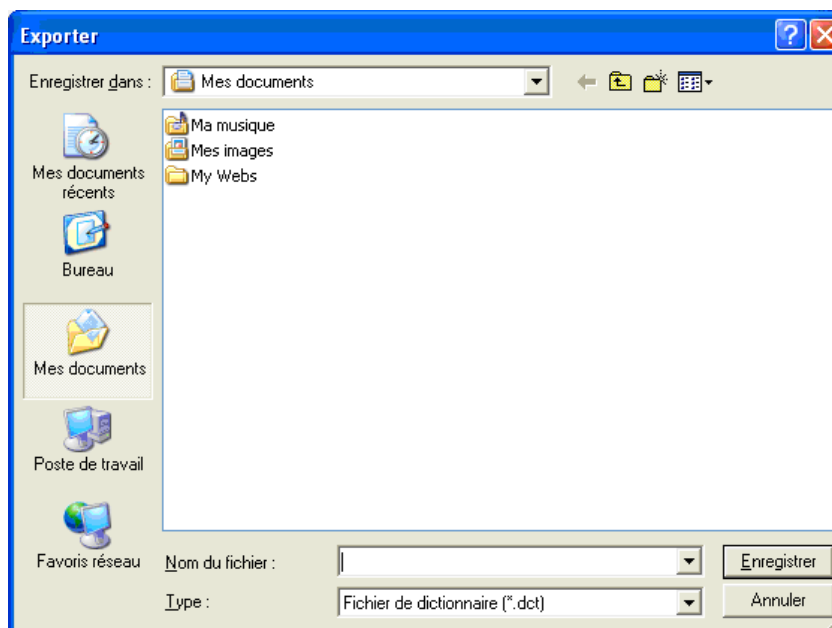 Exporter
Enregistrer dans :
Mes documents
Ma musique
Mes images
My Webs
Mes documents
récents
Bureau
Mes documents
Poste de travail
Favoris réseau
Nom du fichier :
Enregistrer
Type :
Fichier de dictionnaire (*.dct)
Annuler